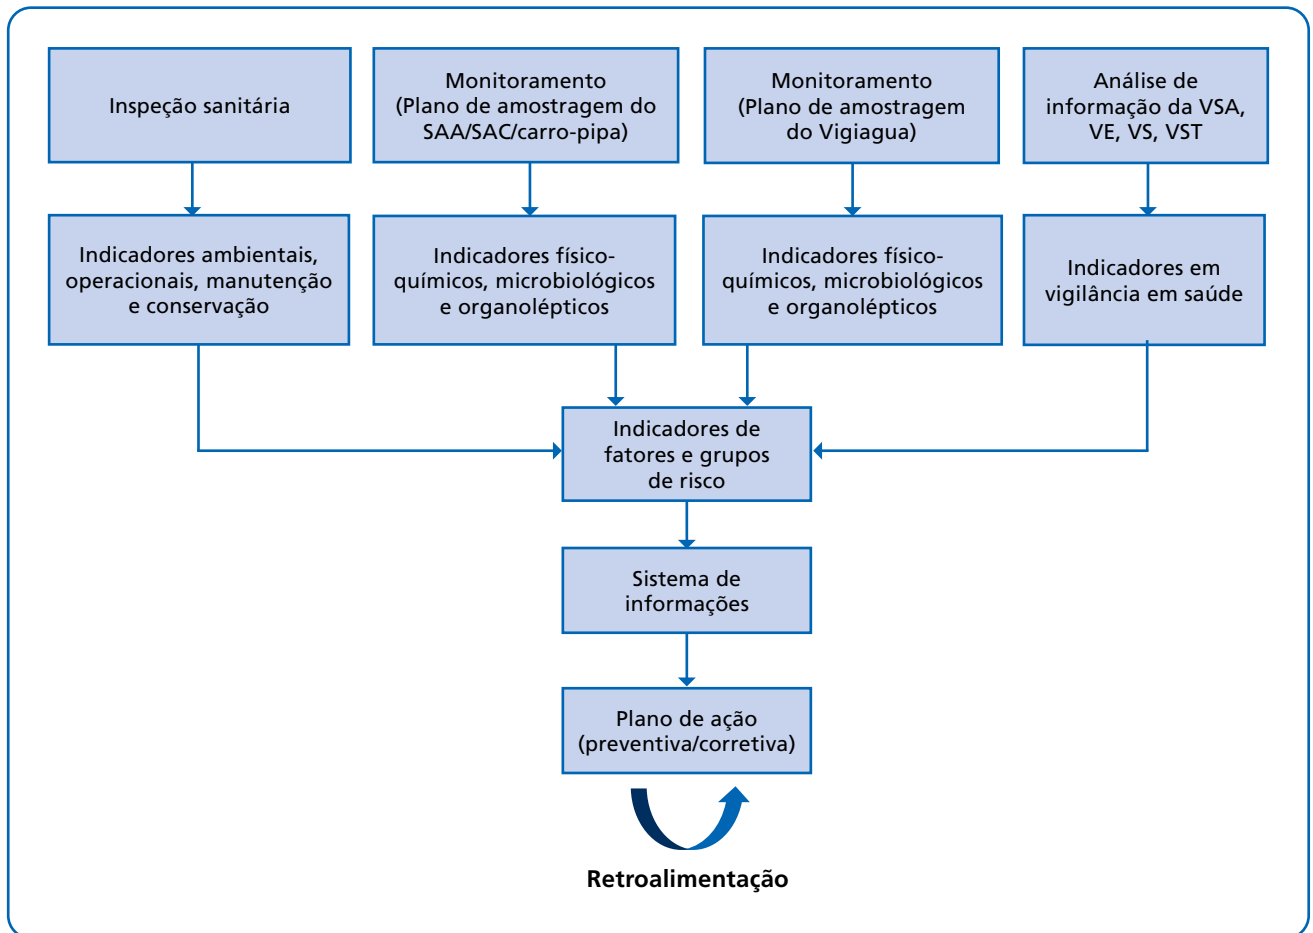 Inspeção sanitária
Monitoramento
(Plano de amostragem do
SAA/SAC/carro-pipa)
Monitoramento
(Plano de amostragem
do Vigiagua)
Análise de
informação da VSA,
VE, VS, VST
Indicadores ambientais,
operacionais, manutenção
e conservação
Indicadores físico-
químicos, microbiológicos
e organolépticos
Indicadores físico-
químicos, microbiológicos
e organolépticos
Indicadores em
vigilância em saúde
Indicadores de
fatores e grupos
de risco
Sistema de
informações
Plano de ação
(preventiva/corretiva)
Retroalimentação